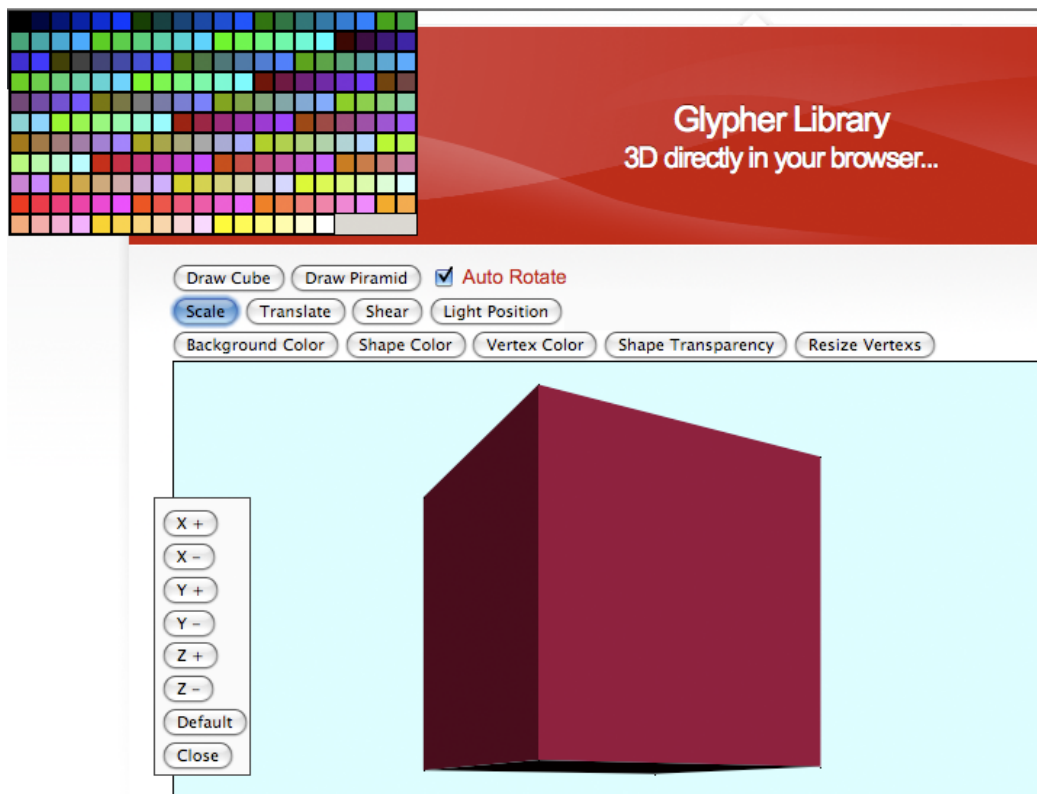 Glypher Library
3D directly in your browser...
Draw Cube Draw Piramid Auto Rotate
Scale Translate Shear Light Position
Background Color Shape Color Vertex Color Shape Transparency Resize Vertexs
X +
X -
Y +
Y -
Z +
Z -
Default
Close